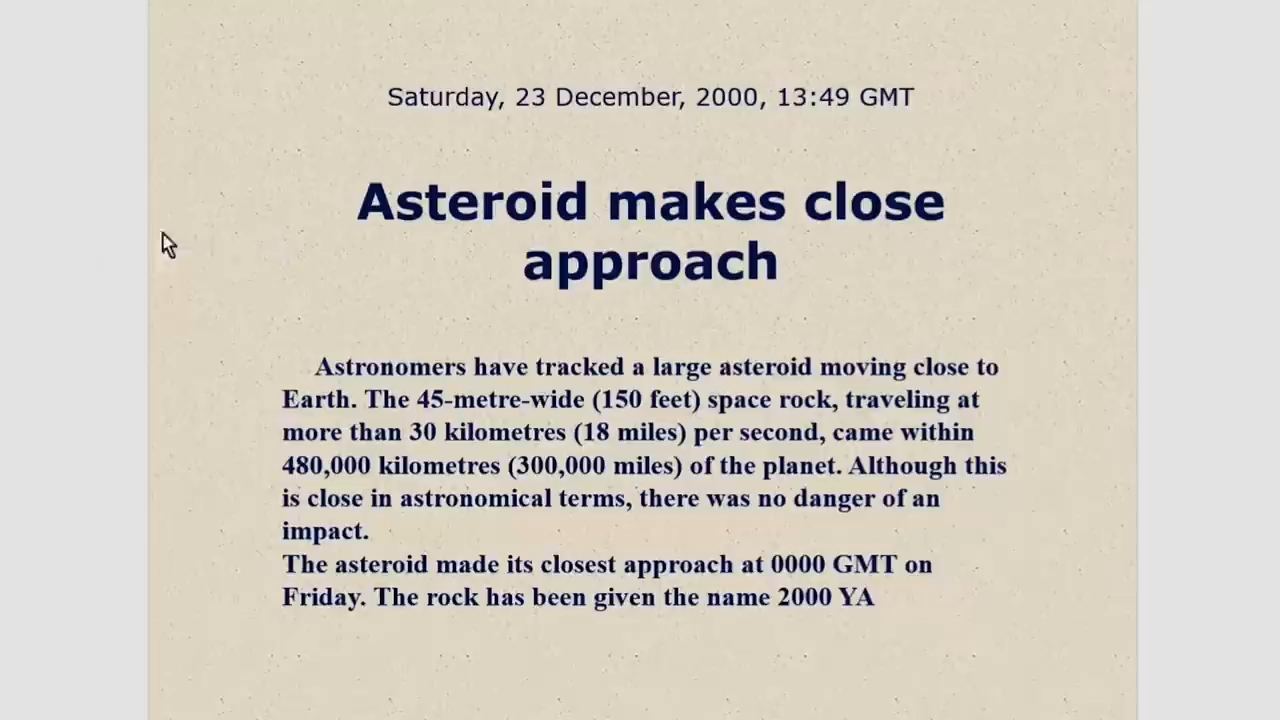 Saturday, 23 December, 2000, 13:49 GMT
Asteroid makes close
approach
Astronomers have tracked a large asteroid moving close to
Earth. The 45-metre-wide (150 feet) space rock, traveling at
more than 30 kilometres (18 miles) per second, came within
480,000 kilometres (300,000 miles) of the planet. Although this
is close in astronomical terms, there was no danger of an
impact.
The asteroid made its closest approach at 0000 GMT on
Friday. The rock has been given the name 2000 YA